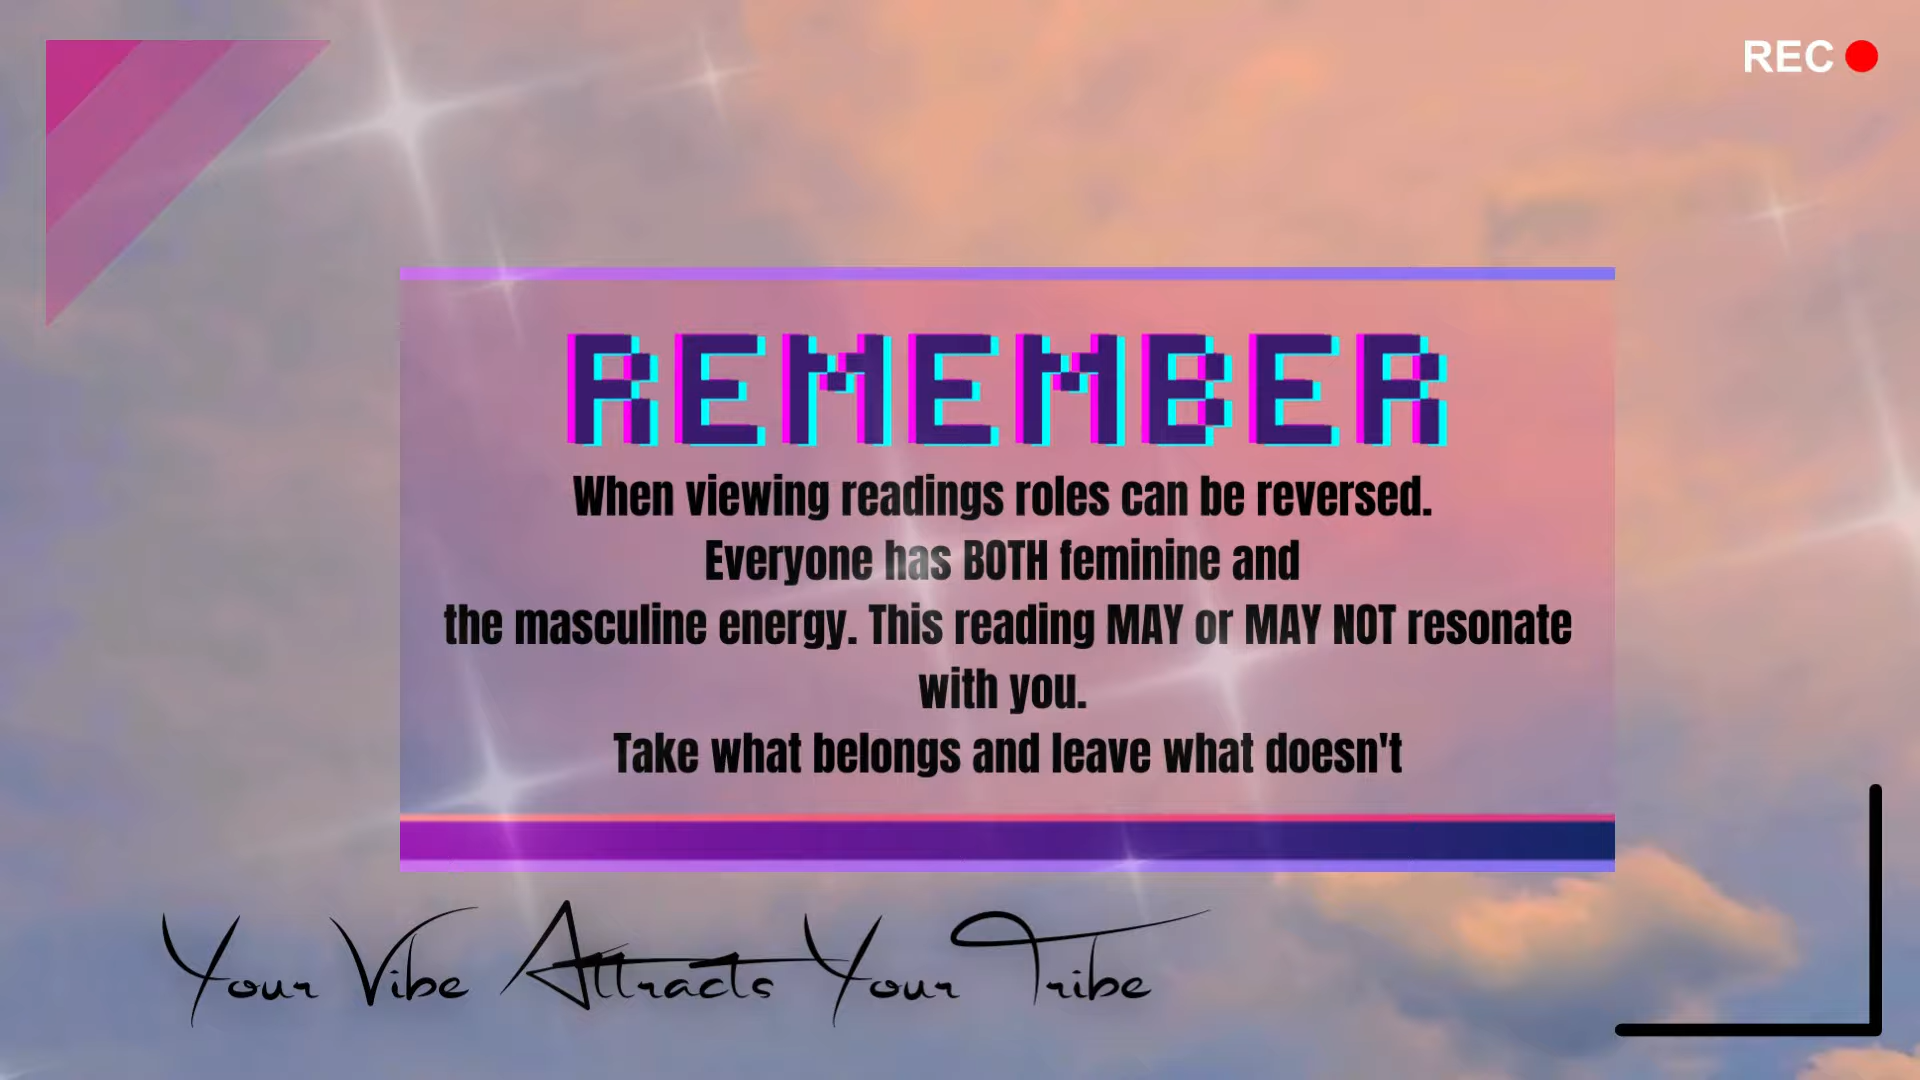 REC
REMEMBER
When viewing readings roles can be reversed.
Everyone has BOTH feminine and
the masculine energy. This reading MAY or MAY NOT resonate
with you.
Take what belongs and leave what doesn't
Your Vibe Attracts Your Tribe